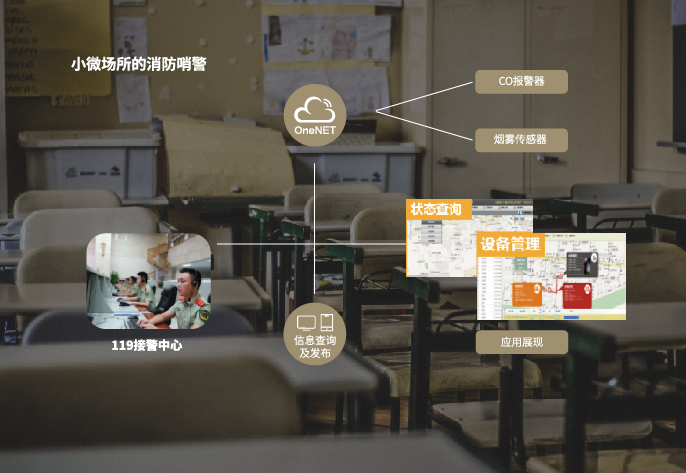 小微场所的消防哨警
CO报警器
OneNET
烟雾传感器
状态查询
设备管理
信息查询
及发布
119接警中心
应用展现